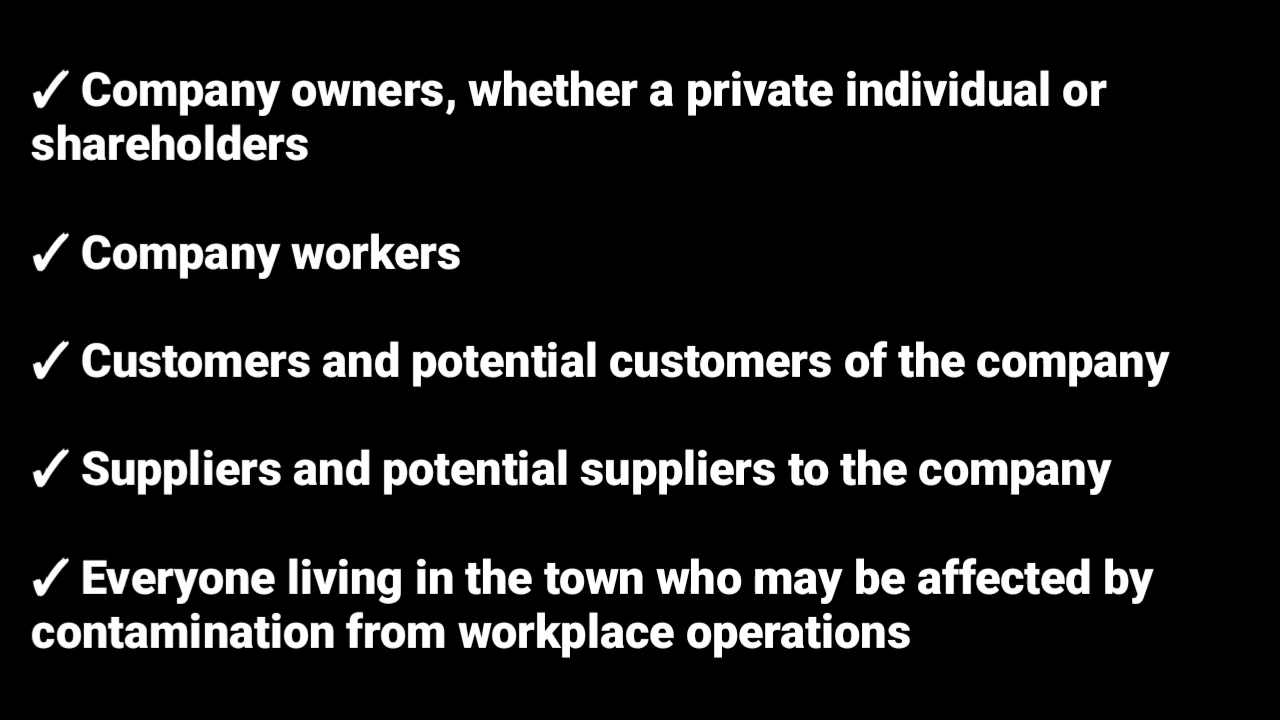 ✓ Company owners, whether a private individual or
shareholders
✓ Company workers
✓ Customers and potential customers of the company
✓ Suppliers and potential suppliers to the company
✓ Everyone living in the town who may be affected by
contamination from workplace operations